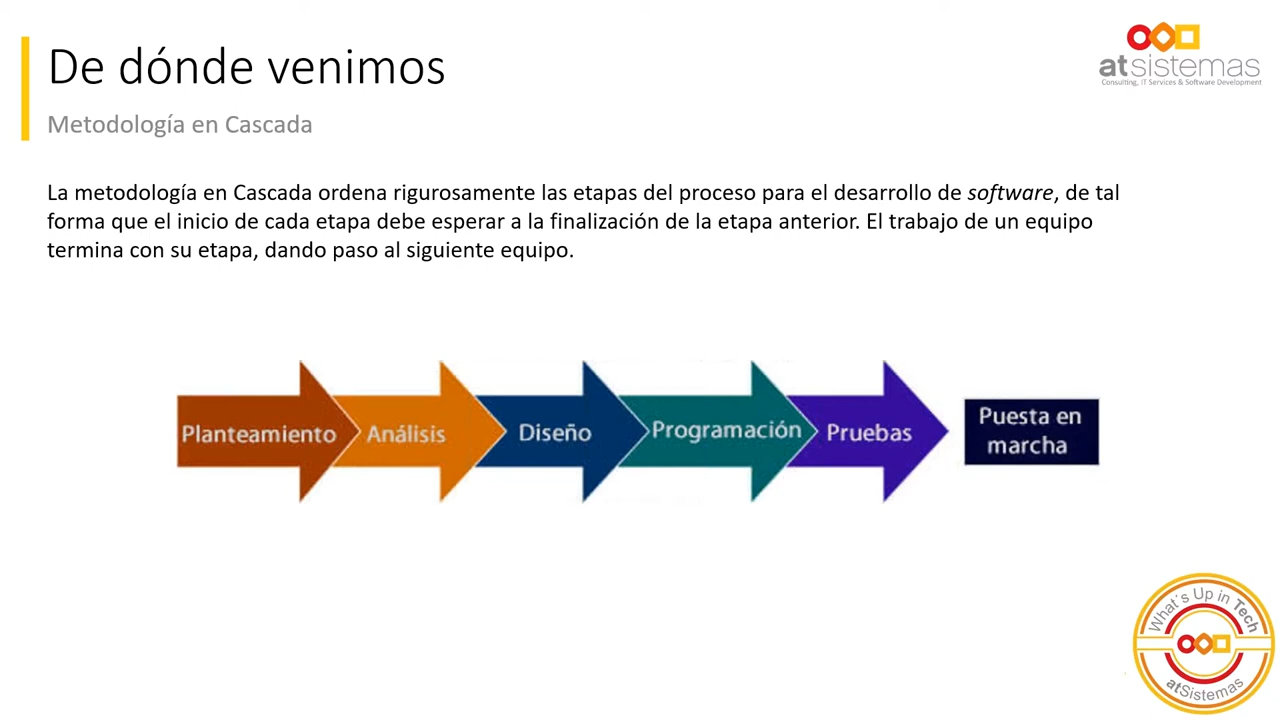 De dónde venimos
Metodología en Cascada
atsistemas
Consulting, IT Services & Software Development
La metodología en Cascada ordena rigurosamente las etapas del proceso para el desarrollo de software, de tal
forma que el inicio de cada etapa debe esperar a la finalización de la etapa anterior. El trabajo de un equipo
termina con su etapa, dando paso al siguiente equipo.
Planteamiento
Análisis
Diseño
Programación
Pruebas
Puesta en
marcha
What´s Up in Tech
atSistemas